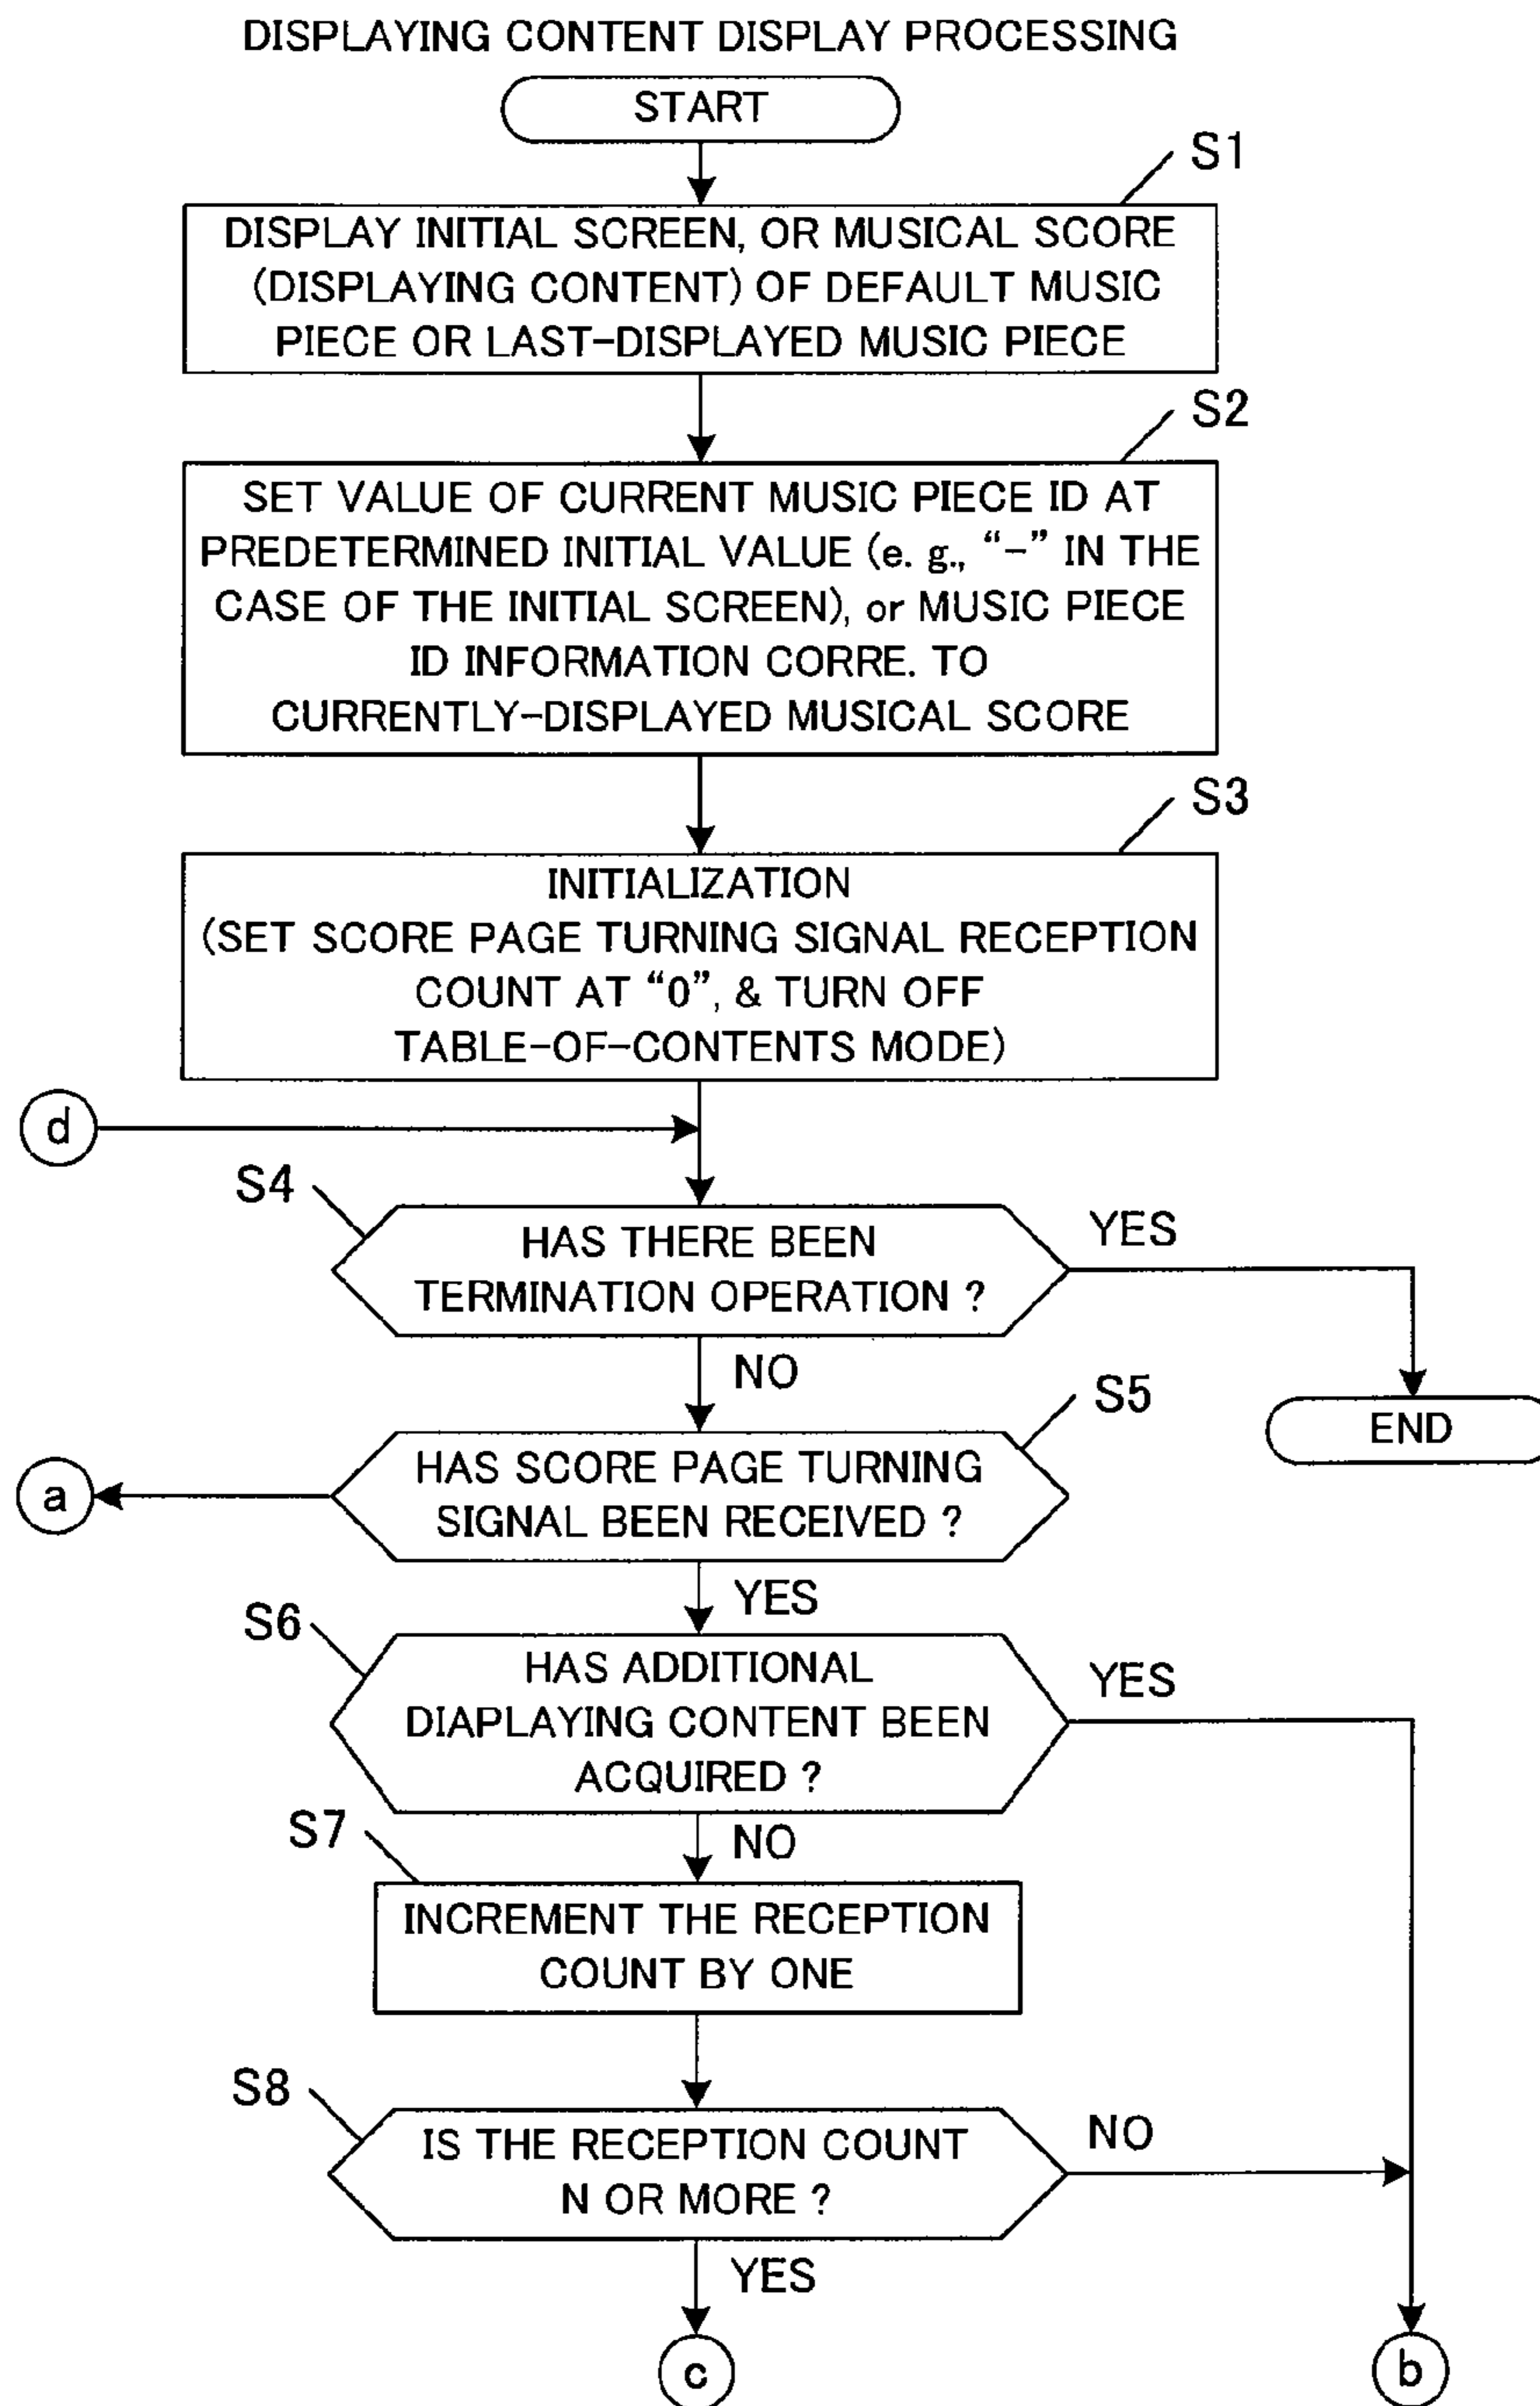 DISPLAYING CONTENT DISPLAY PROCESSING
START
S1
DISPLAY INITIAL SCREEN, OR MUSICAL SCORE
(DISPLAYING CONTENT) OF DEFAULT MUSIC
PIECE OR LAST-DISPLAYED MUSIC PIECE
S2
SET VALUE OF CURRENT MUSIC PIECE ID AT
PREDETERMINED INITIAL VALUE (e. g., “-” IN THE
CASE OF THE INITIAL SCREEN), or MUSIC PIECE
ID INFORMATION CORRE. TO
CURRENTLY-DISPLAYED MUSICAL SCORE
S3
INITIALIZATION
(SET SCORE PAGE TURNING SIGNAL RECEPTION
COUNT AT “0”, & TURN OFF
TABLE-OF-CONTENTS MODE)
d
S4
HAS THERE BEEN
TERMINATION OPERATION ?
YES
NO
END
S5
HAS SCORE PAGE TURNING
SIGNAL BEEN RECEIVED ?
a
YES
S6
HAS ADDITIONAL
DIAPLAYING CONTENT BEEN
ACQUIRED ?
YES
NO
S7
INCREMENT THE RECEPTION
COUNT BY ONE
S8
IS THE RECEPTION COUNT
N OR MORE ?
NO
YES
c
b